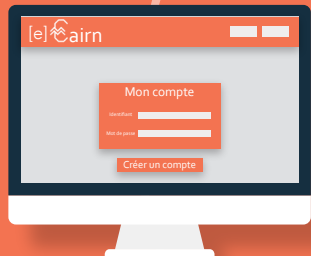 [e]Cairn
Mon compte
Identifiant
Mot de passe
Créer un compte